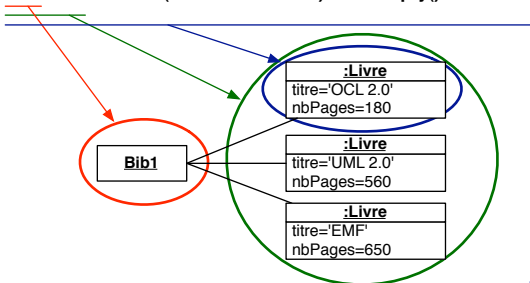 :Livre
titre='OCL 2.0'
nbPages=180
Bib1
:Livre
titre='UML 2.0'
nbPages=560
:Livre
titre='EMF'
nbPages=650